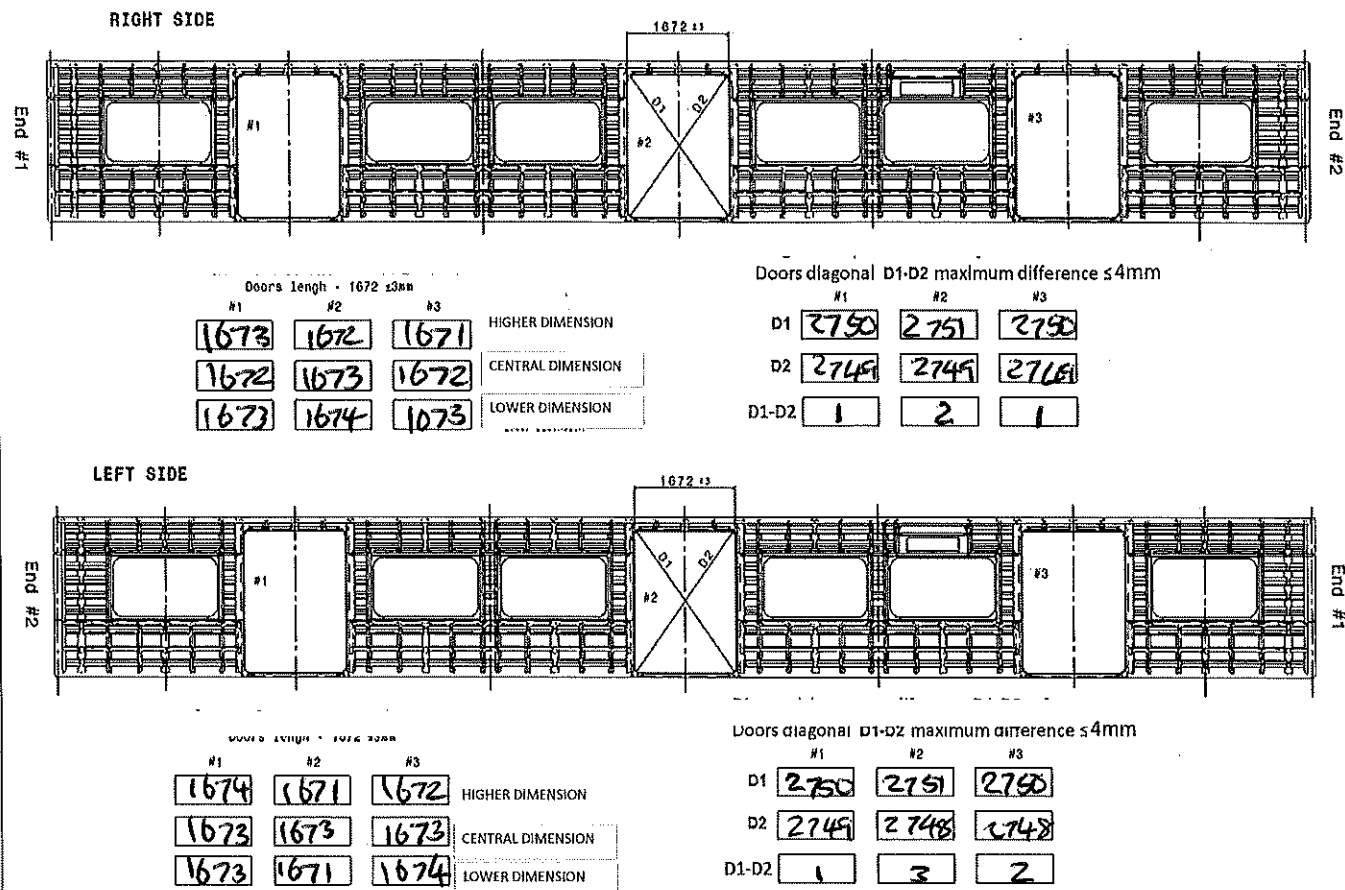 RIGHT SIDE
1672 ±3
End #1
#1
D1 D2
#2
#3
End #2
Doors lengh - 1672 ±3mm
#1 #2 #3
1673 1672 1671 HIGHER DIMENSION
1672 1673 1672 CENTRAL DIMENSION
1673 1674 1073 LOWER DIMENSION
Doors diagonal D1-D2 maximum difference ≤4mm
#1 #2 #3
D1 2750 2751 2750
D2 2749 2749
D1-D2 1 2 1
LEFT SIDE
1672 ±3
End #2
#1
D1 D2
#2
#3
End #1
Doors lengh - 1672 ±3mm
#1 #2 #3
1674 1671 1672 HIGHER DIMENSION
1673 1673 1673 CENTRAL DIMENSION
1673 1671 1674 LOWER DIMENSION
Doors diagonal D1-D2 maximum difference ≤4mm
#1 #2 #3
D1 2750 2751 2750
D2 2749 2748 2748
D1-D2 1 3 2